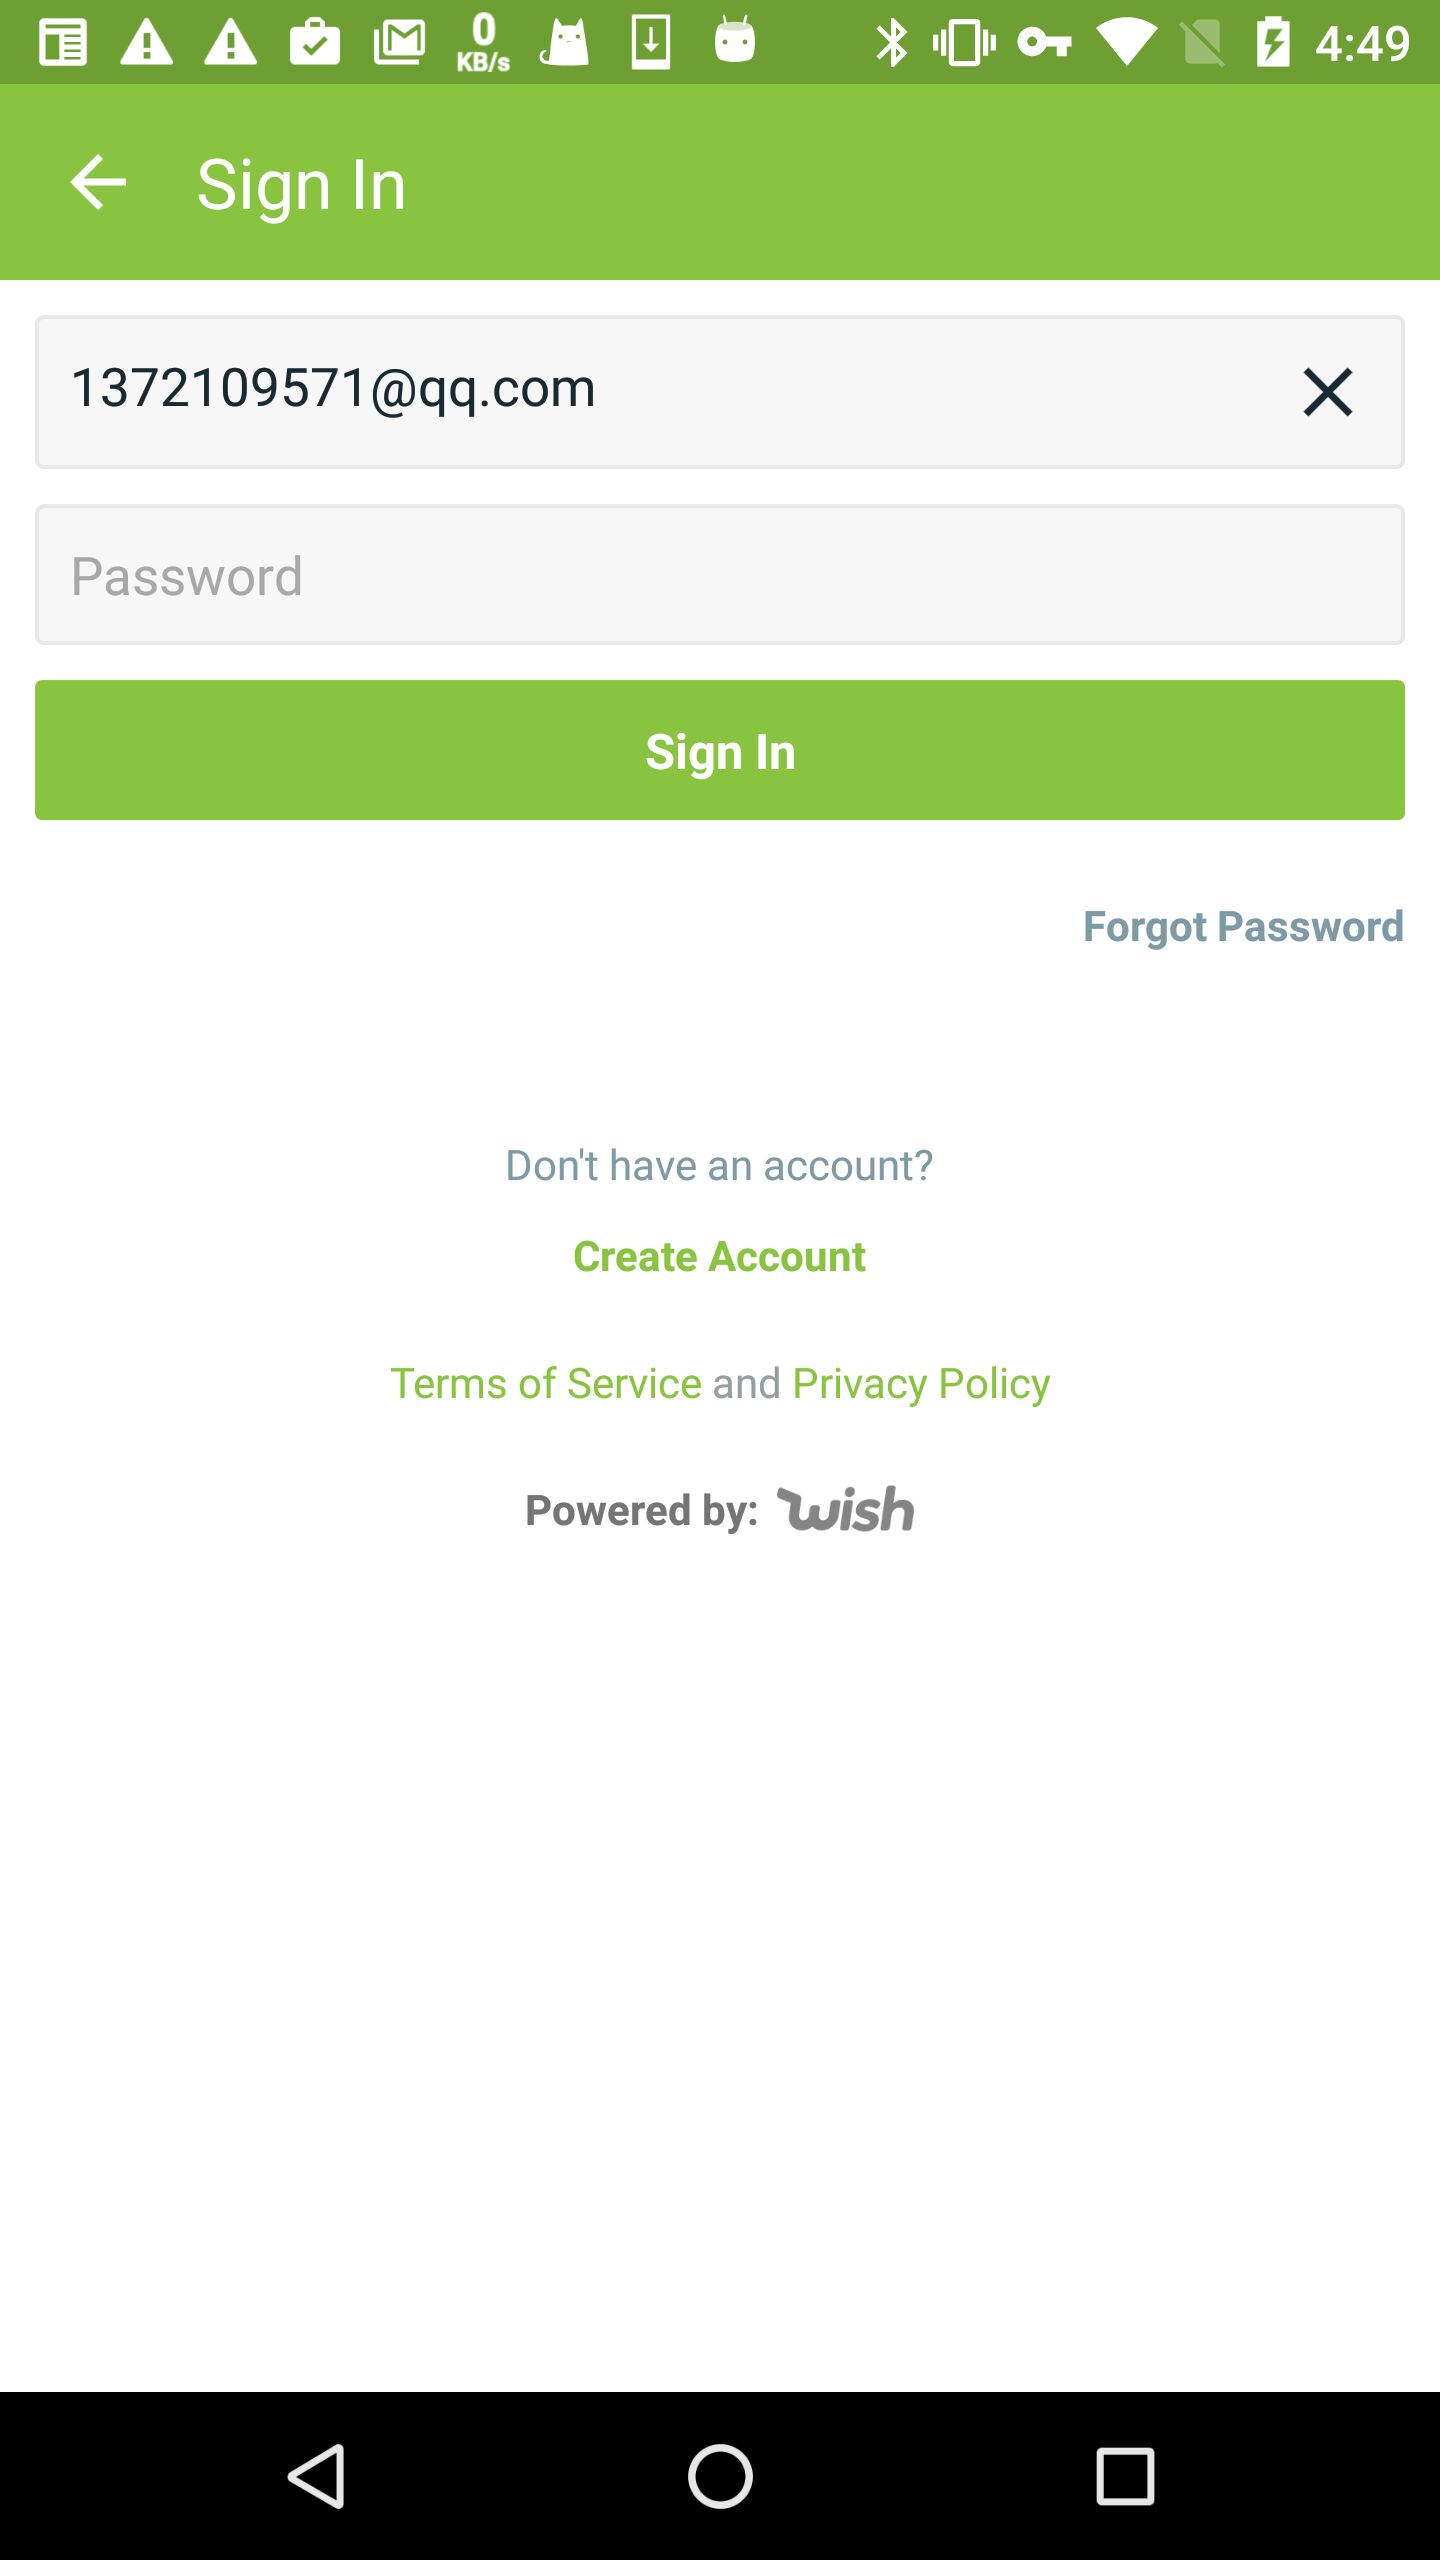 0
KB/s
4:49
Sign In
1372109571@qq.com
Password
Sign In
Forgot Password
Don't have an account?
Create Account
Terms of Service and Privacy Policy
Powered by: wish